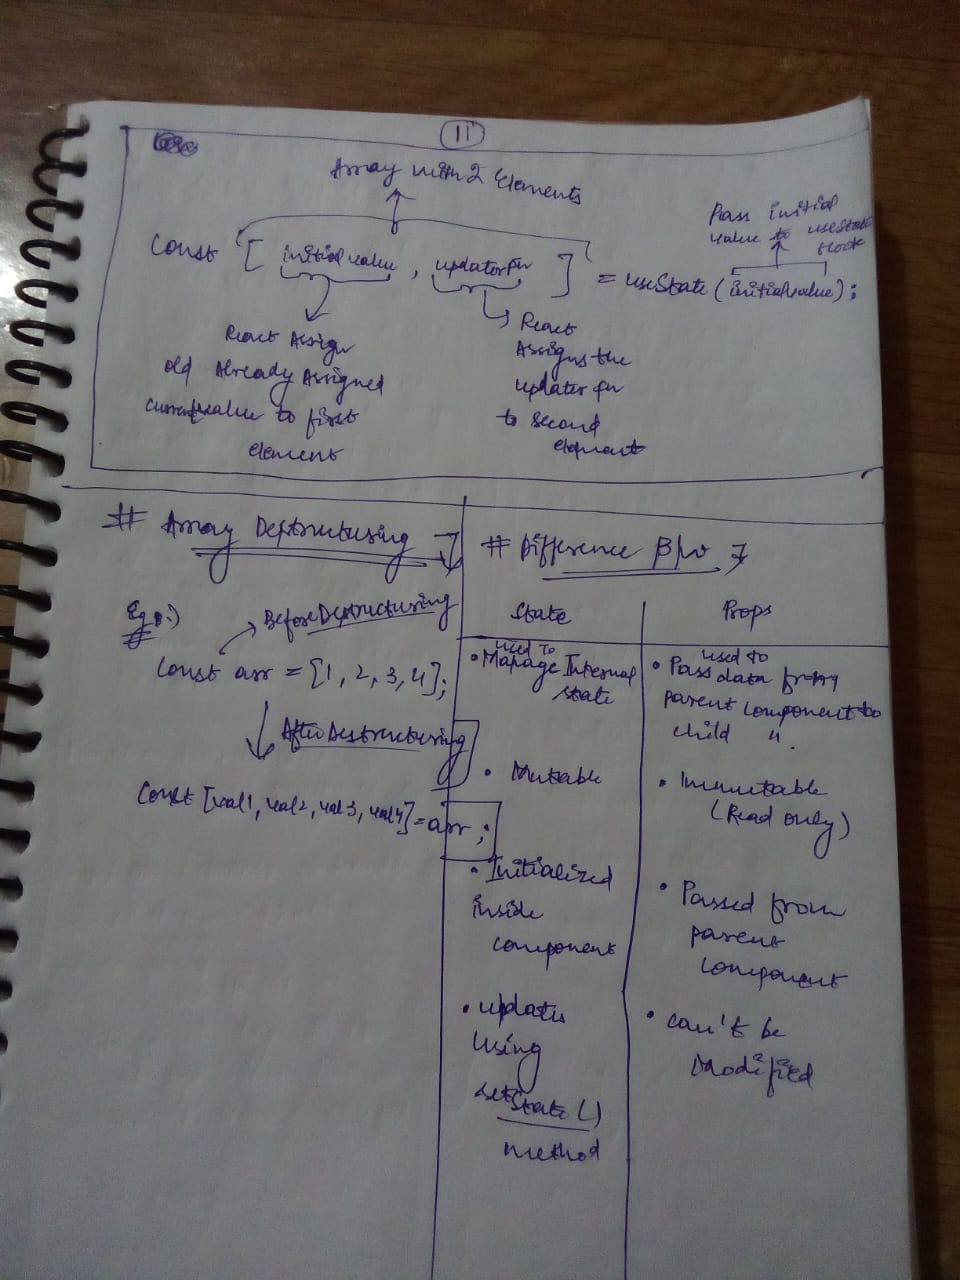 11
Array with 2 Elements
Pass initial
value to useState
Hook
Const [ initial value , updater fn ] = useState ( initial value ) ;
React Assign
old Already Assigned
current value to first
element
React
Assigns the
updater fn
to second
element
# Array Destructuring
Eg :-)
Before Destructuring
const arr = [1, 2, 3, 4];
After Destructuring
Const [val1, val2, val3, val4] = arr ;
# Difference B/w
State
Props
• used to
Manage Internal
state
• Mutable
• Initialized
inside
component
• updates
using
setState()
method
• used to
Pass data from
parent component to
child "
• Immutable
(Read only)
• Passed from
parent
component
• can't be
modified